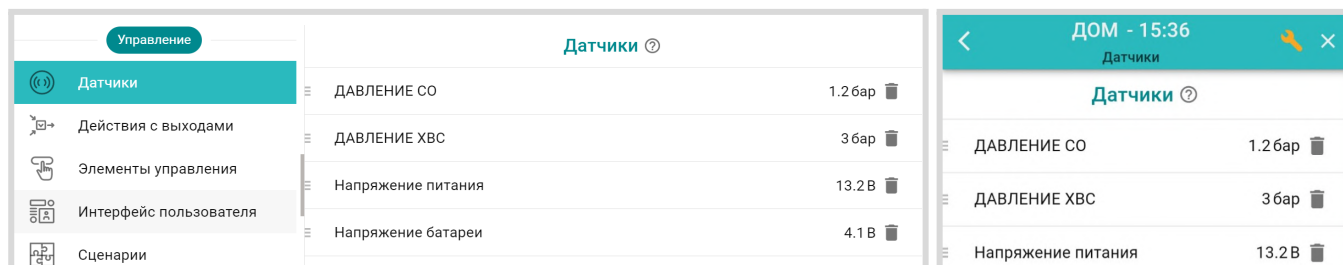 Управление
Датчики
Действия с выходами
Элементы управления
Интерфейс пользователя
Сценарии
Датчики ?
ДАВЛЕНИЕ СО 1.2 бар
ДАВЛЕНИЕ ХВС 3 бар
Напряжение питания 13.2 В
Напряжение батареи 4.1 В
ДОМ - 15:36
Датчики
Датчики ?
ДАВЛЕНИЕ СО 1.2 бар
ДАВЛЕНИЕ ХВС 3 бар
Напряжение питания 13.2 В